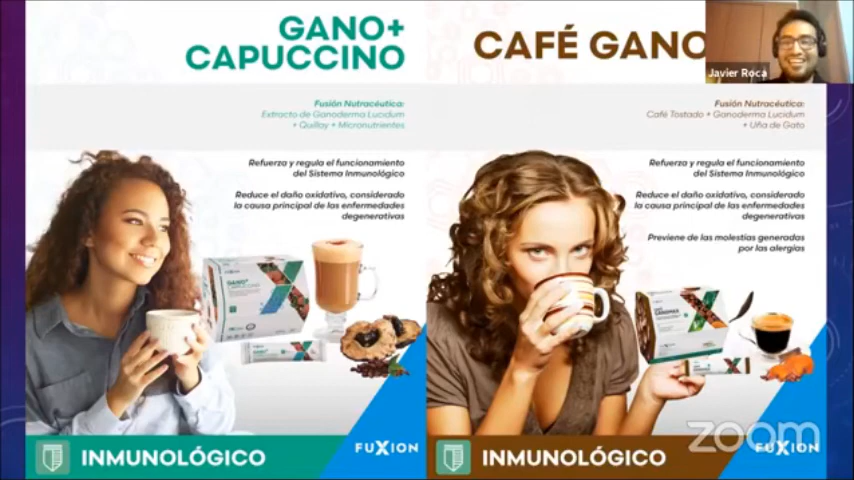 GANO+
CAPUCCINO
Fusión Nutracéutica:
Extracto de Ganoderma Lucidum
+ Quillay + Micronutrientes
Refuerza y regula el funcionamiento
del Sistema Inmunológico
Reduce el daño oxidativo, considerado
la causa principal de las enfermedades
degenerativas
GANO+
CAPPUCCINO
INMUNOLÓGICO
FUXION
CAFÉ GANO
Javier Roca
Fusión Nutracéutica:
Café Tostado + Ganoderma Lucidum
+ Uña de Gato
Refuerza y regula el funcionamiento
del Sistema Inmunológico
Reduce el daño oxidativo, considerado
la causa principal de las enfermedades
degenerativas
Previene de las molestias generadas
por las alergias
INMUNOLÓGICO
zoom
FUXION